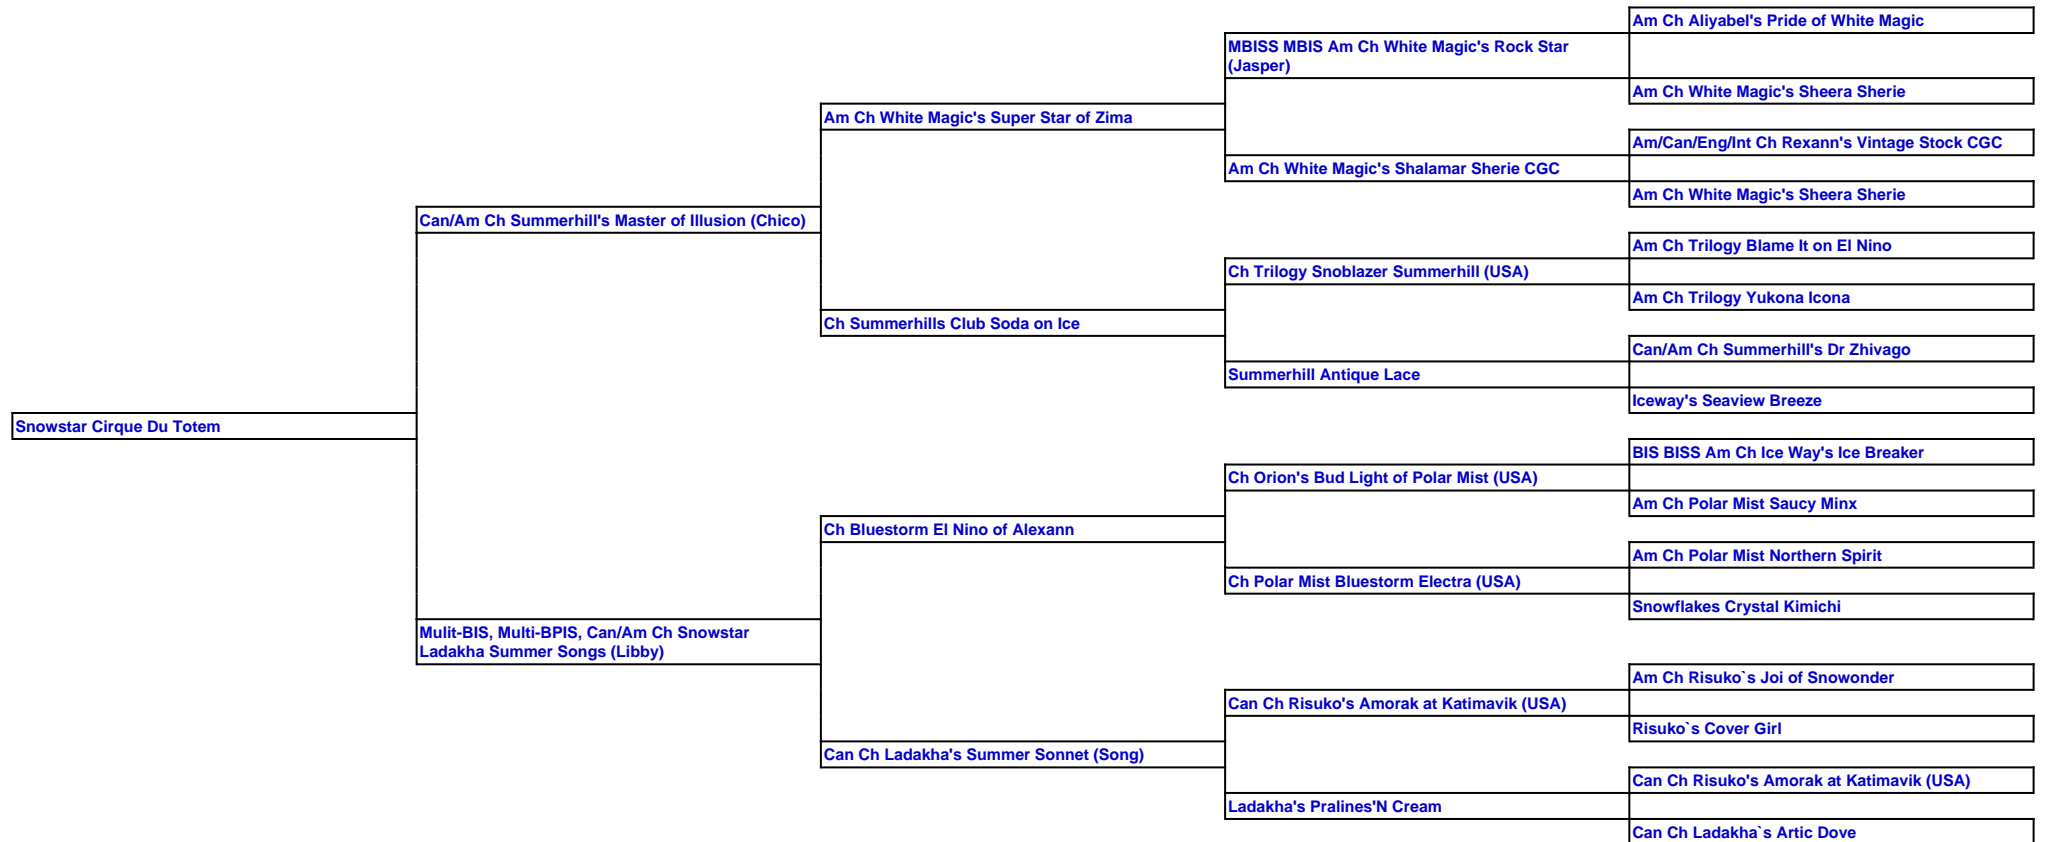 Am Ch Aliyabel's Pride of White Magic
MBISS MBIS Am Ch White Magic's Rock Star
(Jasper)
Am Ch White Magic's Sheera Sherie
Am Ch White Magic's Super Star of Zima
Am/Can/Eng/Int Ch Rexann's Vintage Stock CGC
Am Ch White Magic's Shalamar Sherie CGC
Am Ch White Magic's Sheera Sherie
Can/Am Ch Summerhill's Master of Illusion (Chico)
Am Ch Trilogy Blame It on El Nino
Ch Trilogy Snoblazer Summerhill (USA)
Am Ch Trilogy Yukona Icona
Ch Summerhills Club Soda on Ice
Can/Am Ch Summerhill's Dr Zhivago
Summerhill Antique Lace
Iceway's Seaview Breeze
Snowstar Cirque Du Totem
BIS BISS Am Ch Ice Way's Ice Breaker
Ch Orion's Bud Light of Polar Mist (USA)
Am Ch Polar Mist Saucy Minx
Ch Bluestorm El Nino of Alexann
Am Ch Polar Mist Northern Spirit
Ch Polar Mist Bluestorm Electra (USA)
Snowflakes Crystal Kimichi
Mulit-BIS, Multi-BPIS, Can/Am Ch Snowstar
Ladakha Summer Songs (Libby)
Am Ch Risuko`s Joi of Snowonder
Can Ch Risuko's Amorak at Katimavik (USA)
Risuko`s Cover Girl
Can Ch Ladakha's Summer Sonnet (Song)
Can Ch Risuko's Amorak at Katimavik (USA)
Ladakha's Pralines'N Cream
Can Ch Ladakha`s Artic Dove